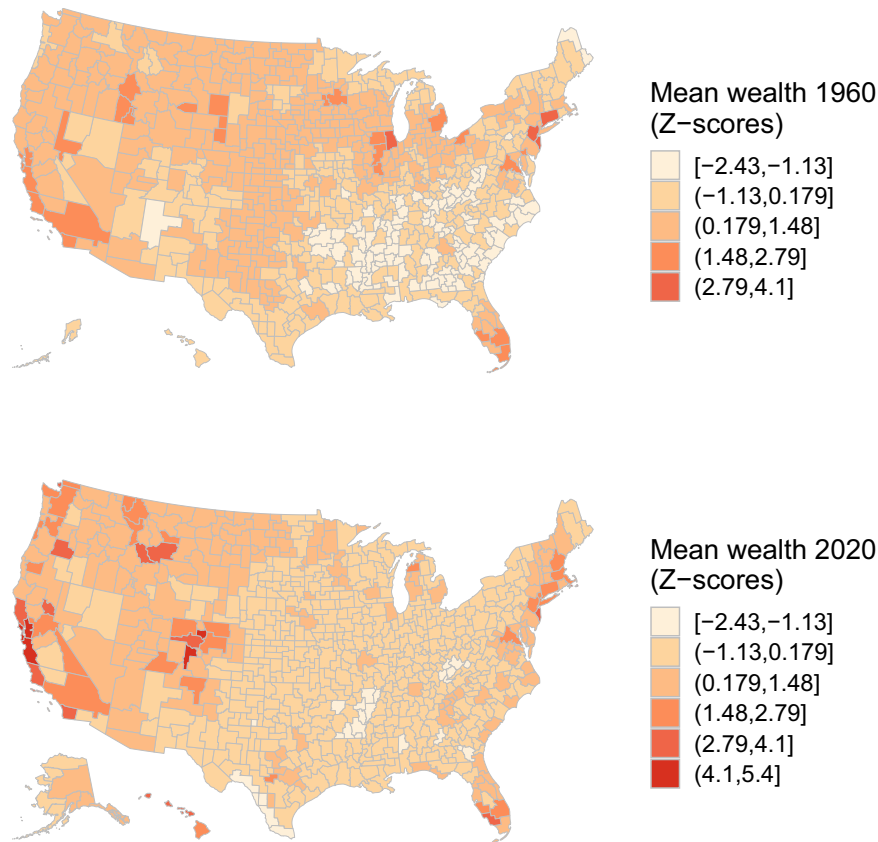 Mean wealth 1960
(Z−scores)
[−2.43,−1.13]
(−1.13,0.179]
(0.179,1.48]
(1.48,2.79]
(2.79,4.1]
Mean wealth 2020
(Z−scores)
[−2.43,−1.13]
(−1.13,0.179]
(0.179,1.48]
(1.48,2.79]
(2.79,4.1]
(4.1,5.4]